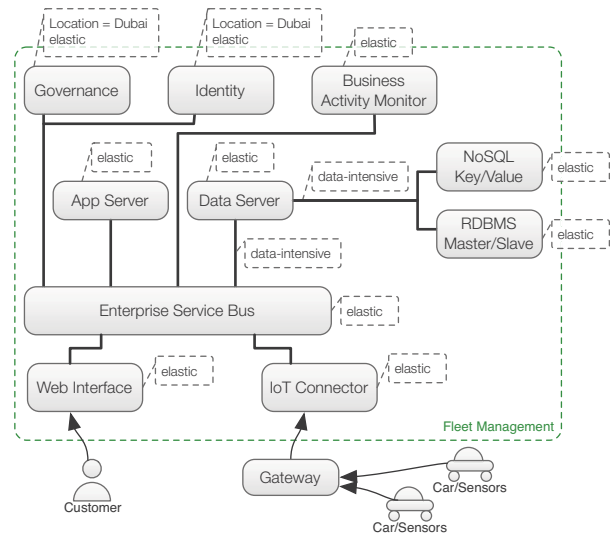 Location = Dubai
elastic
Location = Dubai
elastic
elastic
Governance
Identity
Business
Activity Monitor
elastic
elastic
data-intensive
NoSQL
Key/Value
elastic
App Server
Data Server
RDBMS
Master/Slave
elastic
data-intensive
Enterprise Service Bus
elastic
Web Interface
elastic
IoT Connector
elastic
Fleet Management
Customer
Gateway
Car/Sensors
Car/Sensors